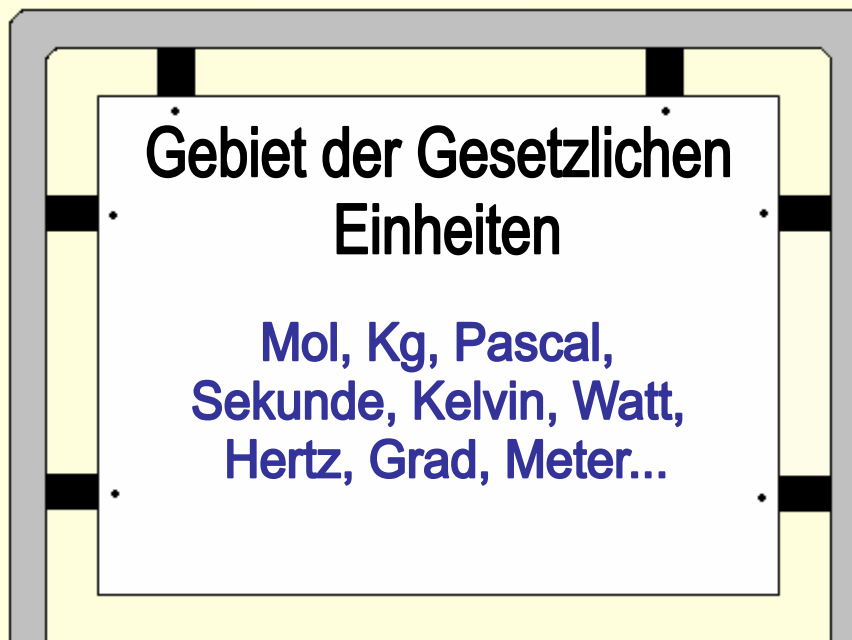 Gebiet der Gesetzlichen
Einheiten
Mol, Kg, Pascal,
Sekunde, Kelvin, Watt,
Hertz, Grad, Meter...